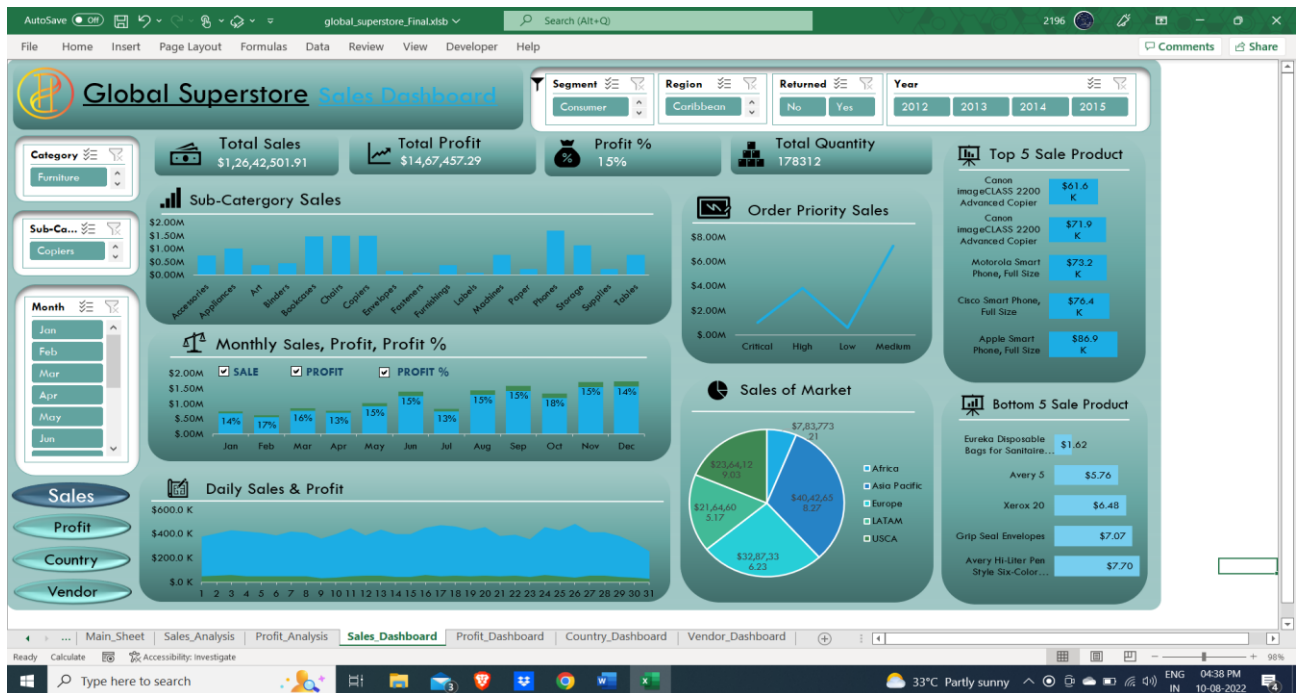 AutoSave Off
global_superstore_Final.xlsb
Search (Alt+Q)
2196
File Home Insert Page Layout Formulas Data Review View Developer Help
Comments Share
Global Superstore Sales Dashboard
Segment
Consumer
Region
Caribbean
Returned
No Yes
Year
2012 2013 2014 2015
Category
Furniture
Sub-Ca...
Copiers
Month
Jan
Feb
Mar
Apr
May
Jun
Sales
Profit
Country
Vendor
Total Sales
$1,26,42,501.91
Total Profit
$14,67,457.29
Profit %
15%
Total Quantity
178312
Sub-Catergory Sales
$2.00M
$1.50M
$1.00M
$0.50M
$0.00M
Accessories Appliances Art Binders Bookcases Chairs Copiers Envelopes Fasteners Furnishings Labels Machines Paper Phones Storage Supplies Tables
Monthly Sales, Profit, Profit %
SALE PROFIT PROFIT %
$2.00M
$1.50M
$1.00M
$.50M
$.00M
14% 17% 16% 13% 15% 15% 13% 15% 15% 18% 15% 14%
Jan Feb Mar Apr May Jun Jul Aug Sep Oct Nov Dec
Daily Sales & Profit
$600.0 K
$400.0 K
$200.0 K
$.0 K
1 2 3 4 5 6 7 8 9 10 11 12 13 14 15 16 17 18 19 20 21 22 23 24 25 26 27 28 29 30 31
Order Priority Sales
$8.00M
$6.00M
$4.00M
$2.00M
$.00M
Critical High Low Medium
Sales of Market
$7,83,773
.21
$40,42,65
8.27
$32,87,33
6.23
$21,64,60
5.17
$23,64,12
9.03
Africa
Asia Pacific
Europe
LATAM
USCA
Top 5 Sale Product
Canon
imageCLASS 2200
Advanced Copier
$61.6
K
Canon
imageCLASS 2200
Advanced Copier
$71.9
K
Motorola Smart
Phone, Full Size
$73.2
K
Cisco Smart Phone,
Full Size
$76.4
K
Apple Smart
Phone, Full Size
$86.9
K
Bottom 5 Sale Product
Eureka Disposable
Bags for Sanitaire...
$1.62
Avery 5
$5.76
Xerox 20
$6.48
Grip Seal Envelopes
$7.07
Avery Hi-Liter Pen
Style Six-Color...
$7.70
... Main_Sheet Sales_Analysis Profit_Analysis Sales_Dashboard Profit_Dashboard Country_Dashboard Vendor_Dashboard
Ready Calculate Accessibility: Investigate
98%
Type here to search
33°C Partly sunny
ENG
IN
04:38 PM
10-08-2022